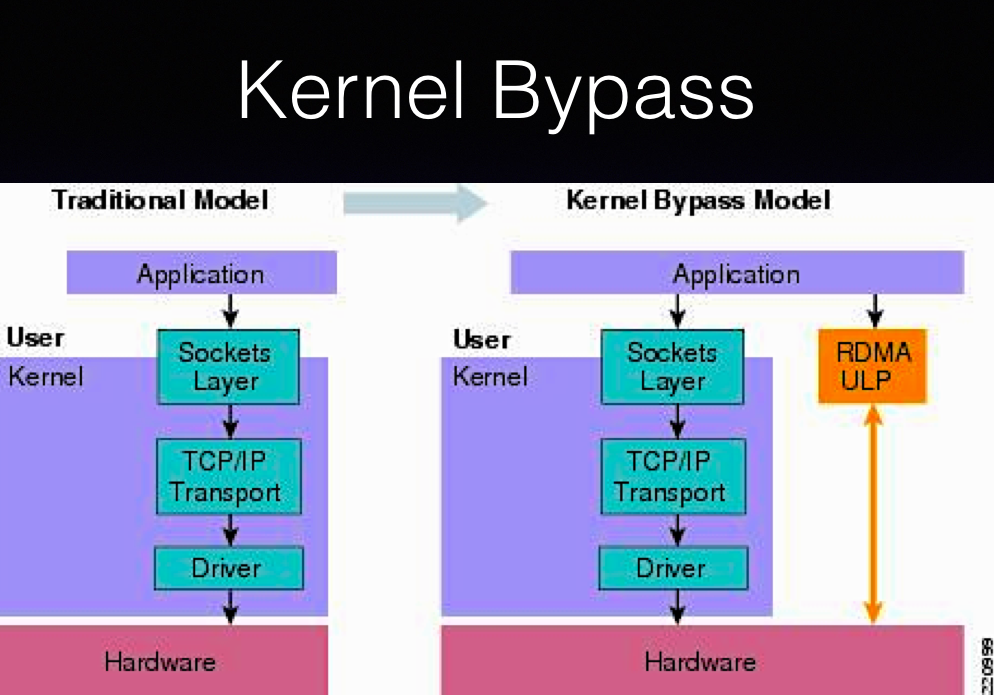 Kernel Bypass
Traditional Model
Kernel Bypass Model
Application
User
Kernel
Sockets
Layer
TCP/IP
Transport
Driver
Hardware
Application
User
Kernel
Sockets
Layer
TCP/IP
Transport
Driver
RDMA
ULP
Hardware
220999